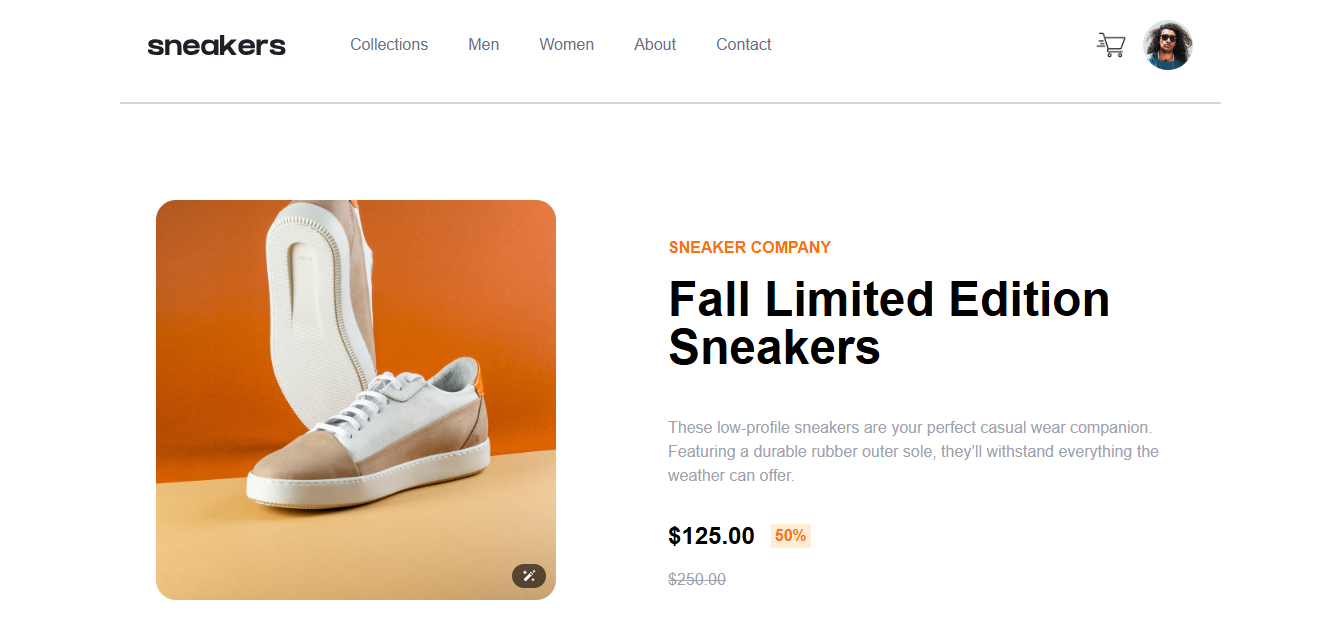 sneakers Collections Men Women About Contact
SNEAKER COMPANY
Fall Limited Edition
Sneakers
These low-profile sneakers are your perfect casual wear companion.
Featuring a durable rubber outer sole, they’ll withstand everything the
weather can offer.
$125.00 50%
$250.00